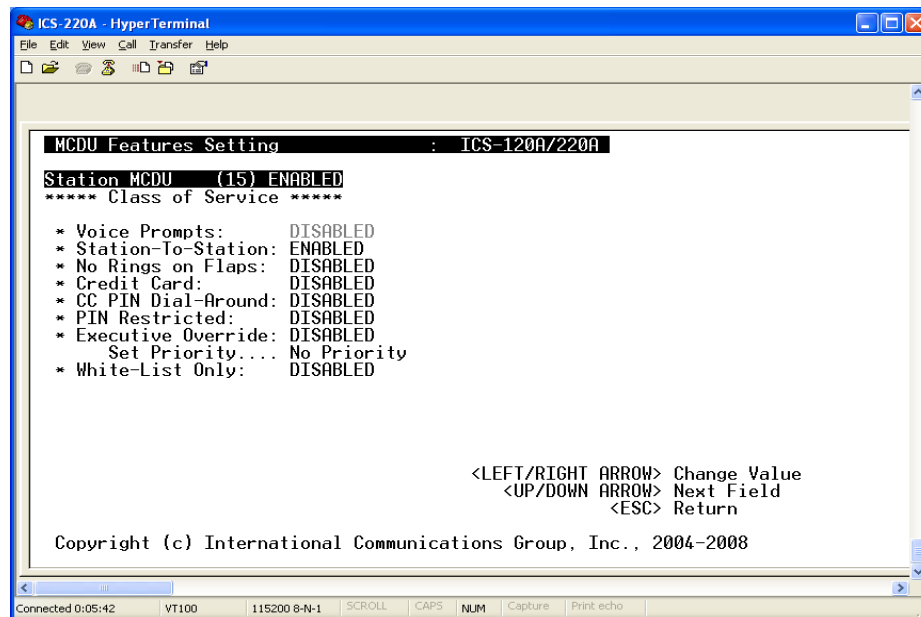 ICS-220A - HyperTerminal
File Edit View Call Transfer Help
MCDU Features Setting : ICS-120A/220A
Station MCDU (15) ENABLED
***** Class of Service *****
* Voice Prompts: DISABLED
* Station-To-Station: ENABLED
* No Rings on Flaps: DISABLED
* Credit Card: DISABLED
* CC PIN Dial-Around: DISABLED
* PIN Restricted: DISABLED
* Executive Override: DISABLED
Set Priority.... No Priority
* White-List Only: DISABLED
<LEFT/RIGHT ARROW> Change Value
<UP/DOWN ARROW> Next Field
<ESC> Return
Copyright (c) International Communications Group, Inc., 2004-2008
Connected 0:05:42 VT100 115200 8-N-1 SCROLL CAPS NUM Capture Print echo